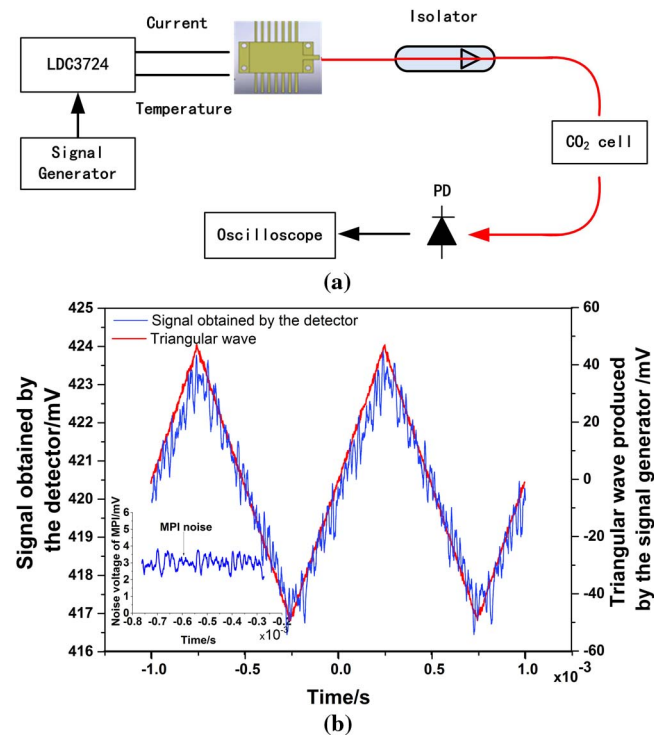 Current
Isolator
LDC3724
Temperature
Signal
Generator
CO₂ cell
PD
Oscilloscope
(a)
425
424
423
422
421
420
419
418
417
416
Signal obtained by
the detector/mV
Signal obtained by the detector
Triangular wave
60
40
20
0
-20
-40
-60
Triangular wave produced
by the signal generator /mV
Noise voltage of MPI/mV
6
5
4
3
2
1
0
MPI noise
-0.8 -0.7 -0.6 -0.5 -0.4 -0.3 -0.2
×10⁻³
Time/s
-1.0 -0.5 0.0 0.5 1.0
×10⁻³
Time/s
(b)